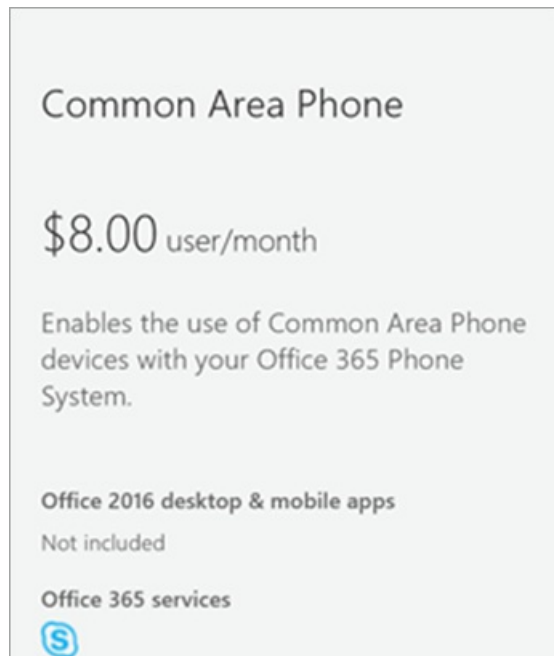 Common Area Phone
$8.00 user/month
Enables the use of Common Area Phone
devices with your Office 365 Phone
System.
Office 2016 desktop & mobile apps
Not included
Office 365 services
S